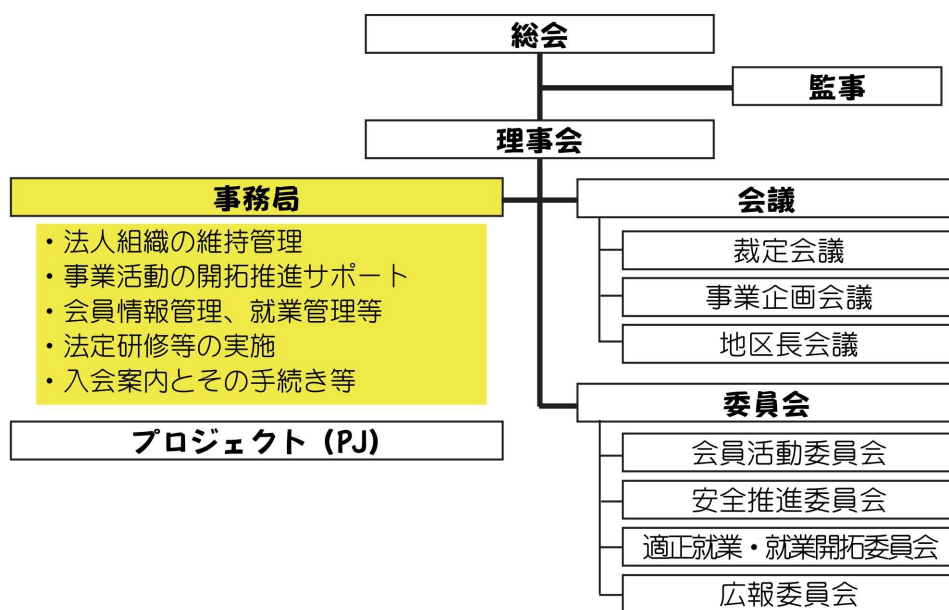 総会
監事
理事会
事務局
・法人組織の維持管理
・事業活動の開拓推進サポート
・会員情報管理、就業管理等
・法定研修等の実施
・入会案内とその手続き等
プロジェクト (PJ)
会議
裁定会議
事業企画会議
地区長会議
委員会
会員活動委員会
安全推進委員会
適正就業・就業開拓委員会
広報委員会